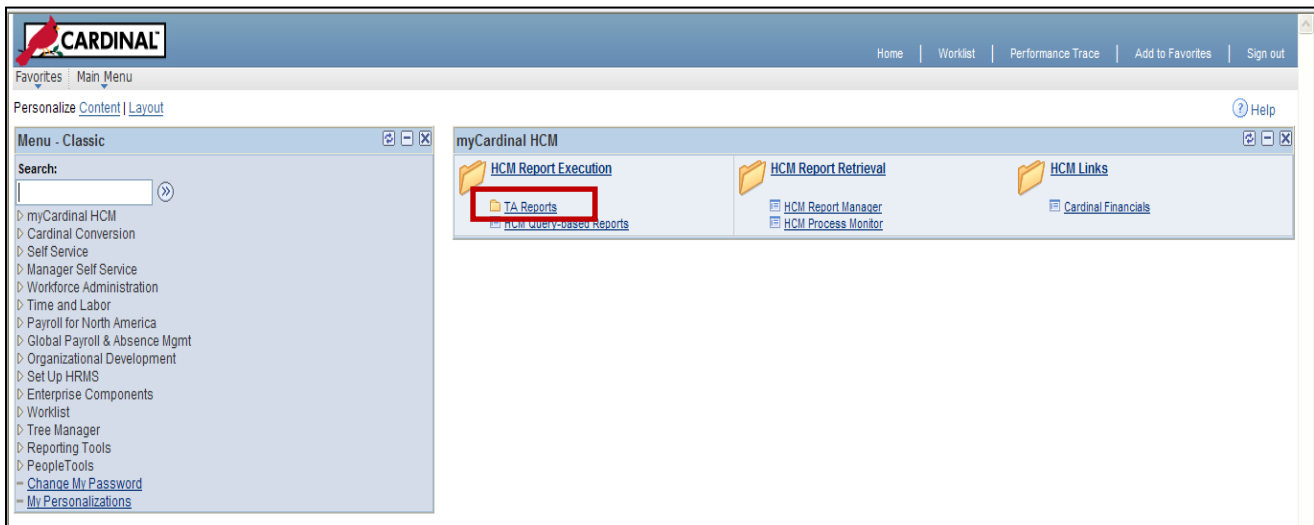 CARDINAL
Home | Worklist | Performance Trace | Add to Favorites | Sign out
Favorites Main Menu
Personalize Content | Layout
Help
Menu - Classic
Search:
myCardinal HCM
Cardinal Conversion
Self Service
Manager Self Service
Workforce Administration
Time and Labor
Payroll for North America
Global Payroll & Absence Mgmt
Organizational Development
Set Up HRMS
Enterprise Components
Worklist
Tree Manager
Reporting Tools
PeopleTools
Change My Password
My Personalizations
myCardinal HCM
HCM Report Execution
TA Reports
HCM Query-based Reports
HCM Report Retrieval
HCM Report Manager
HCM Process Monitor
HCM Links
Cardinal Financials